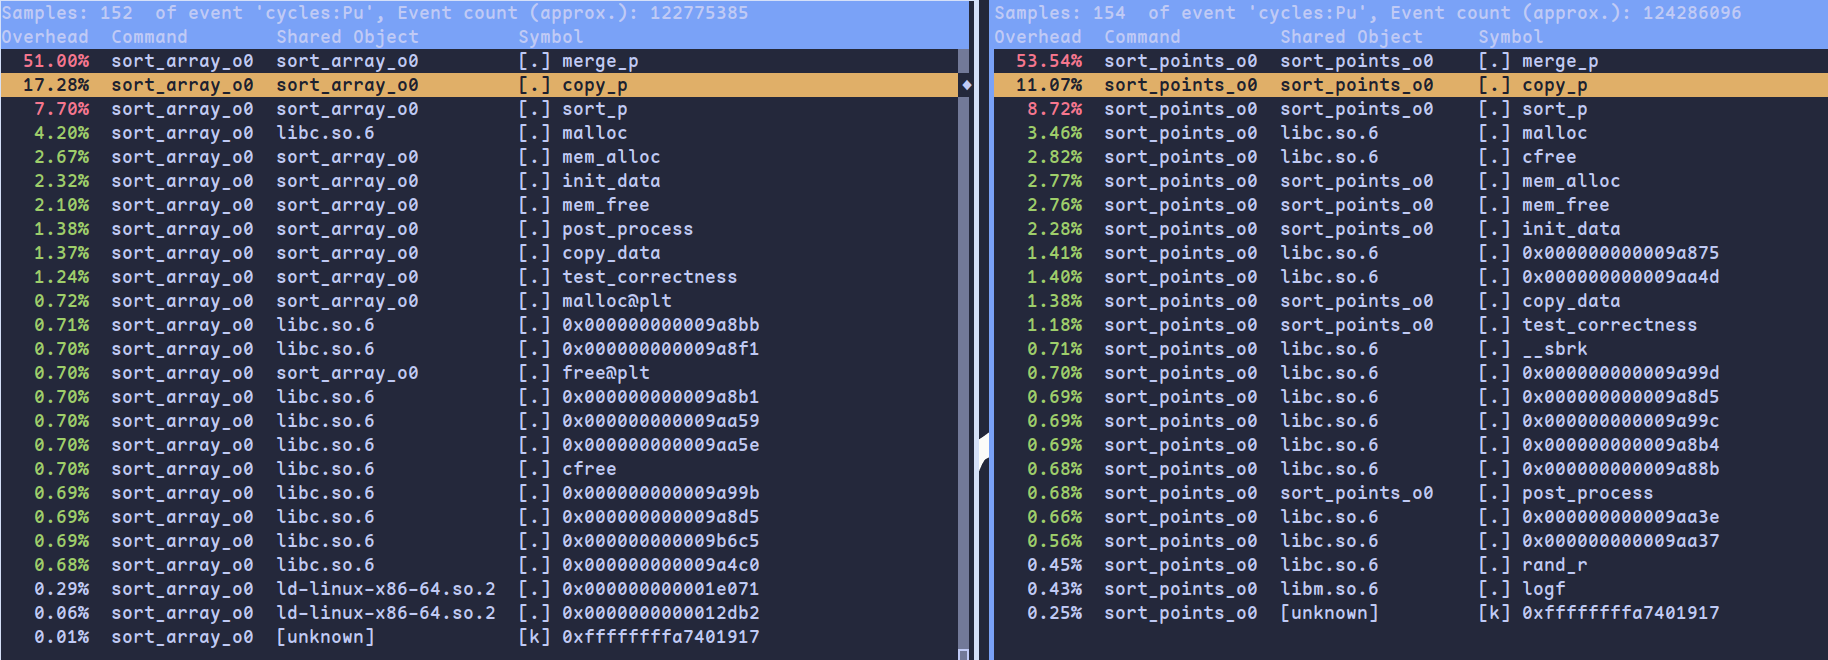 Samples: 152  of event 'cycles:Pu', Event count (approx.): 122775385
Overhead  Command       Shared Object         Symbol
  51.00%  sort_array_o0  sort_array_o0         [.] merge_p
  17.28%  sort_array_o0  sort_array_o0         [.] copy_p
   7.70%  sort_array_o0  sort_array_o0         [.] sort_p
   4.20%  sort_array_o0  libc.so.6             [.] malloc
   2.67%  sort_array_o0  sort_array_o0         [.] mem_alloc
   2.32%  sort_array_o0  sort_array_o0         [.] init_data
   2.10%  sort_array_o0  sort_array_o0         [.] mem_free
   1.38%  sort_array_o0  sort_array_o0         [.] post_process
   1.37%  sort_array_o0  sort_array_o0         [.] copy_data
   1.24%  sort_array_o0  sort_array_o0         [.] test_correctness
   0.72%  sort_array_o0  sort_array_o0         [.] malloc@plt
   0.71%  sort_array_o0  libc.so.6             [.] 0x000000000009a8bb
   0.70%  sort_array_o0  libc.so.6             [.] 0x000000000009a8f1
   0.70%  sort_array_o0  sort_array_o0         [.] free@plt
   0.70%  sort_array_o0  libc.so.6             [.] 0x000000000009a8b1
   0.70%  sort_array_o0  libc.so.6             [.] 0x000000000009aa59
   0.70%  sort_array_o0  libc.so.6             [.] 0x000000000009aa5e
   0.70%  sort_array_o0  libc.so.6             [.] cfree
   0.69%  sort_array_o0  libc.so.6             [.] 0x000000000009a99b
   0.69%  sort_array_o0  libc.so.6             [.] 0x000000000009a8d5
   0.69%  sort_array_o0  libc.so.6             [.] 0x000000000009b6c5
   0.68%  sort_array_o0  libc.so.6             [.] 0x000000000009a4c0
   0.29%  sort_array_o0  ld-linux-x86-64.so.2  [.] 0x000000000001e071
   0.06%  sort_array_o0  ld-linux-x86-64.so.2  [.] 0x0000000000012db2
   0.01%  sort_array_o0  [unknown]             [k] 0xffffffffa7401917
Samples: 154  of event 'cycles:Pu', Event count (approx.): 124286096
Overhead  Command         Shared Object     Symbol
  53.54%  sort_points_o0  sort_points_o0    [.] merge_p
  11.07%  sort_points_o0  sort_points_o0    [.] copy_p
   8.72%  sort_points_o0  sort_points_o0    [.] sort_p
   3.46%  sort_points_o0  libc.so.6         [.] malloc
   2.82%  sort_points_o0  libc.so.6         [.] cfree
   2.77%  sort_points_o0  sort_points_o0    [.] mem_alloc
   2.76%  sort_points_o0  sort_points_o0    [.] mem_free
   2.28%  sort_points_o0  sort_points_o0    [.] init_data
   1.41%  sort_points_o0  libc.so.6         [.] 0x000000000009a875
   1.40%  sort_points_o0  libc.so.6         [.] 0x000000000009aa4d
   1.38%  sort_points_o0  sort_points_o0    [.] copy_data
   1.18%  sort_points_o0  sort_points_o0    [.] test_correctness
   0.71%  sort_points_o0  libc.so.6         [.] __sbrk
   0.70%  sort_points_o0  libc.so.6         [.] 0x000000000009a99d
   0.69%  sort_points_o0  libc.so.6         [.] 0x000000000009a8d5
   0.69%  sort_points_o0  libc.so.6         [.] 0x000000000009a99c
   0.69%  sort_points_o0  libc.so.6         [.] 0x000000000009a8b4
   0.68%  sort_points_o0  libc.so.6         [.] 0x000000000009a88b
   0.68%  sort_points_o0  sort_points_o0    [.] post_process
   0.66%  sort_points_o0  libc.so.6         [.] 0x000000000009aa3e
   0.56%  sort_points_o0  libc.so.6         [.] 0x000000000009aa37
   0.45%  sort_points_o0  libc.so.6         [.] rand_r
   0.43%  sort_points_o0  libm.so.6         [.] logf
   0.25%  sort_points_o0  [unknown]         [k] 0xffffffffa7401917